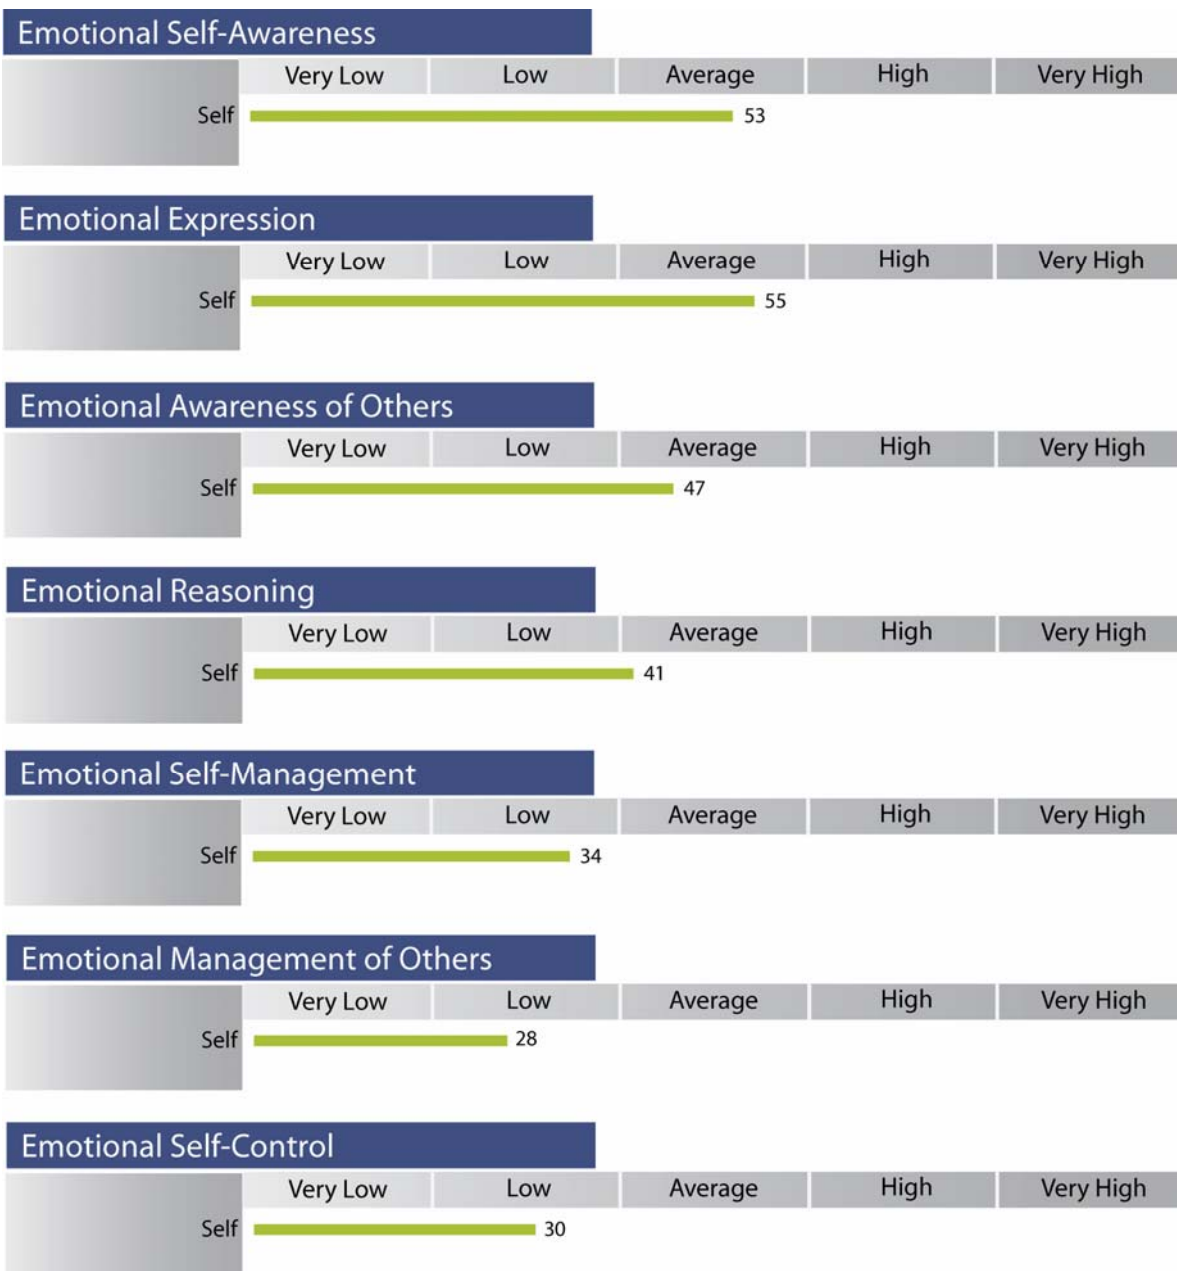 Emotional Self-Awareness
Very Low Low Average High Very High
Self 53
Emotional Expression
Very Low Low Average High Very High
Self 55
Emotional Awareness of Others
Very Low Low Average High Very High
Self 47
Emotional Reasoning
Very Low Low Average High Very High
Self 41
Emotional Self-Management
Very Low Low Average High Very High
Self 34
Emotional Management of Others
Very Low Low Average High Very High
Self 28
Emotional Self-Control
Very Low Low Average High Very High
Self 30